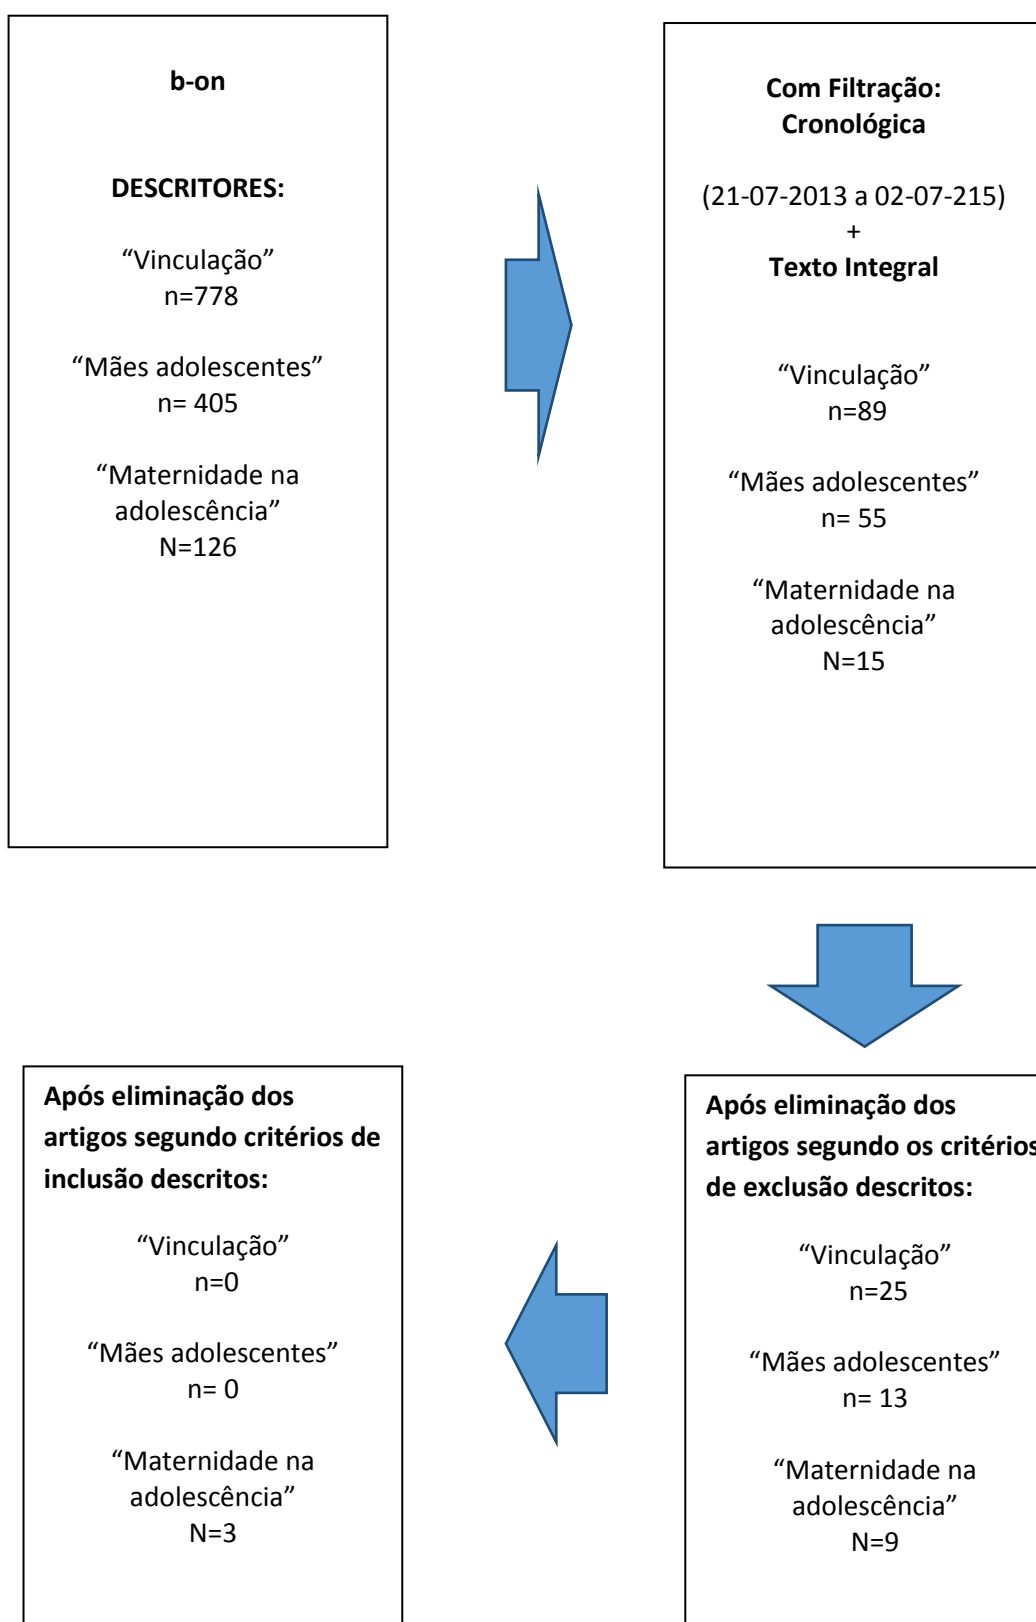 b-on
DESCRITORES:
“Vinculação”
n=778
“Mães adolescentes”
n= 405
“Maternidade na
adolescência”
N=126
Com Filtração:
Cronológica
(21-07-2013 a 02-07-215)
+
Texto Integral
“Vinculação”
n=89
“Mães adolescentes”
n= 55
“Maternidade na
adolescência”
N=15
Após eliminação dos
artigos segundo os critérios
de exclusão descritos:
“Vinculação”
n=25
“Mães adolescentes”
n= 13
“Maternidade na
adolescência”
N=9
Após eliminação dos
artigos segundo critérios de
inclusão descritos:
“Vinculação”
n=0
“Mães adolescentes”
n= 0
“Maternidade na
adolescência”
N=3